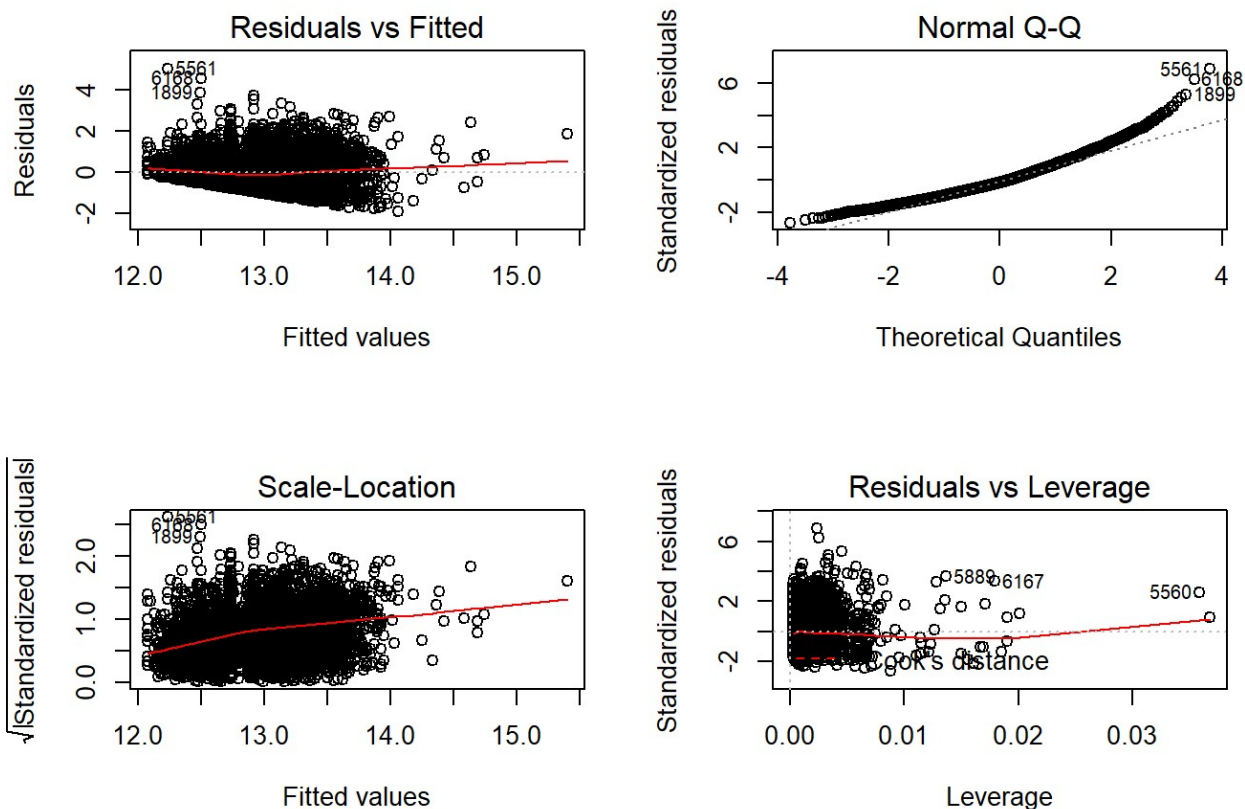 Residuals vs Fitted
Residuals
5561
6168
1899
4
2
0
-2
12.0 13.0 14.0 15.0
Fitted values
Normal Q-Q
Standardized residuals
5561
6168
1899
6
2
-2
-4 -2 0 2 4
Theoretical Quantiles
Scale-Location
√|Standardized residuals|
5561
6168
1899
2.0
1.0
0.0
12.0 13.0 14.0 15.0
Fitted values
Residuals vs Leverage
Standardized residuals
5889
6167
5560
6
2
-2
Cook's distance
0.00 0.01 0.02 0.03
Leverage